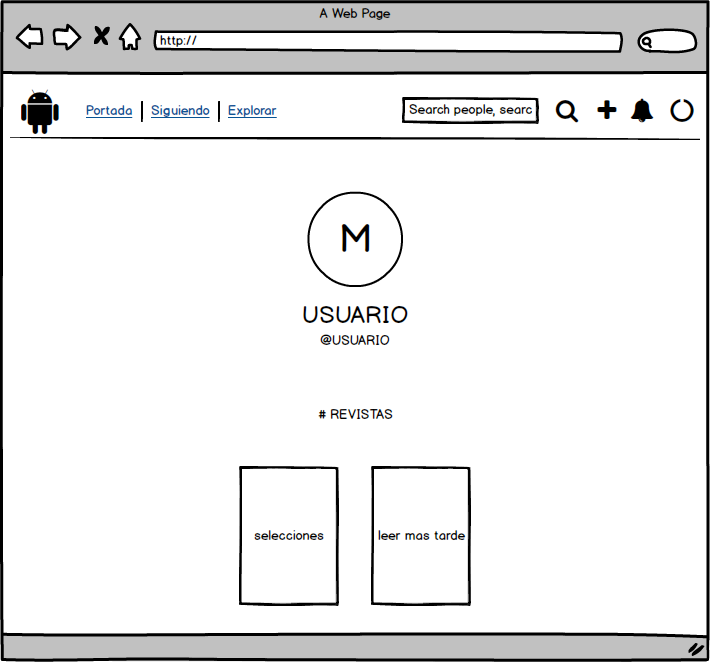 A Web Page
http://
Portada | Siguiendo | Explorar
Search people, searc
M
USUARIO
@USUARIO
# REVISTAS
selecciones
leer mas tarde